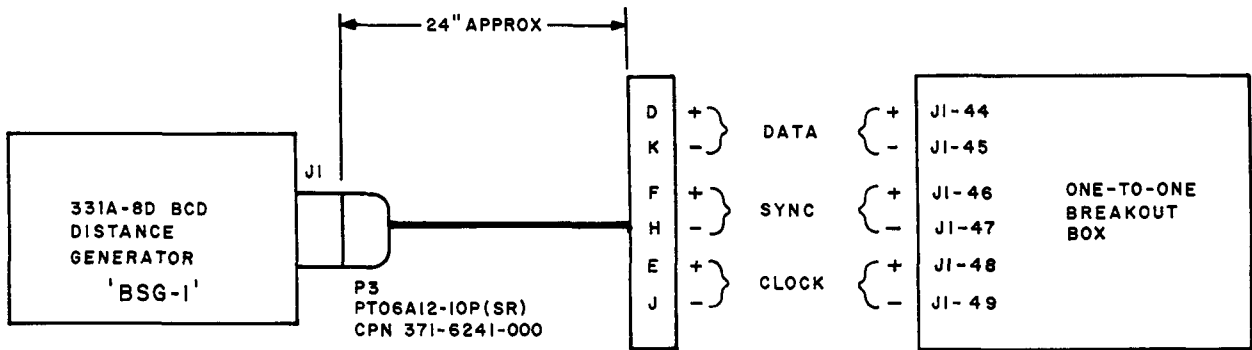 24" APPROX
331A-8D BCD
DISTANCE
GENERATOR
'BSG-1'
J1
P3
PT06A12-10P(SR)
CPN 371-6241-000
D +
K -
F +
H -
E +
J -
DATA
SYNC
CLOCK
+ J1-44
- J1-45
+ J1-46
- J1-47
+ J1-48
- J1-49
ONE-TO-ONE
BREAKOUT
BOX